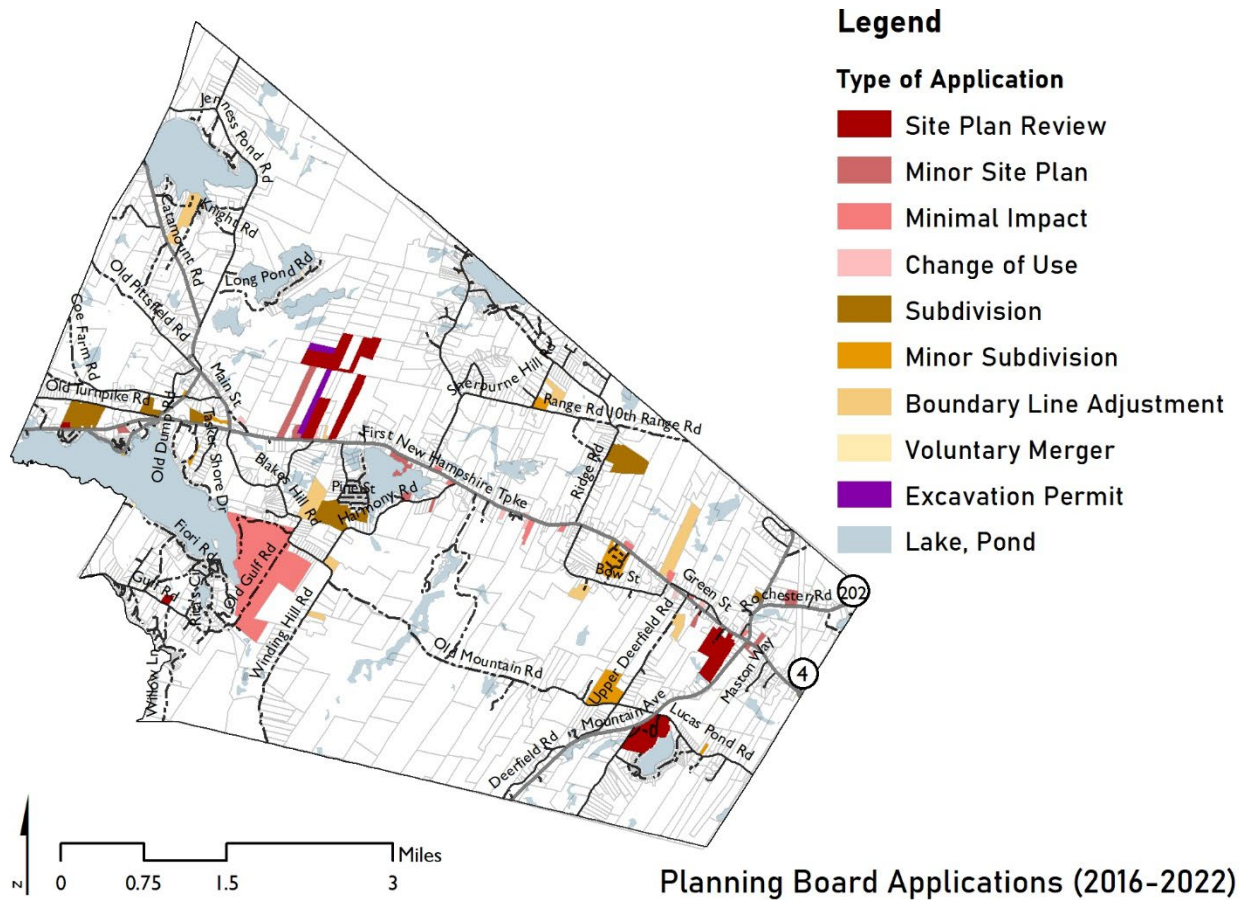 Legend
Type of Application
Site Plan Review
Minor Site Plan
Minimal Impact
Change of Use
Subdivision
Minor Subdivision
Boundary Line Adjustment
Voluntary Merger
Excavation Permit
Lake, Pond
Jenness Pond Rd
Catamount Rd
Knight Rd
Long Pond Rd
Old Pittsfield Rd
Coe Farm Rd
Main St
Old Turnpike Rd
Old Dump Rd
Tasker Shore Dr
Sherburne Hill Rd
Range Rd 10th Range Rd
First New Hampshire Tpke
Ridge Rd
Blakes Hill Rd
Pine St
Harmony Rd
Fiori Rd
Gulf Rd
Old Gulf Rd
Winding Hill Rd
Willow Ln
Bow St
Green St
Rochester Rd
202
Old Mountain Rd
Upper Deerfield Rd
Maston Way
4
Mountain Ave
Lucas Pond Rd
Deerfield Rd
N
Miles
0 0.75 1.5 3
Planning Board Applications (2016-2022)